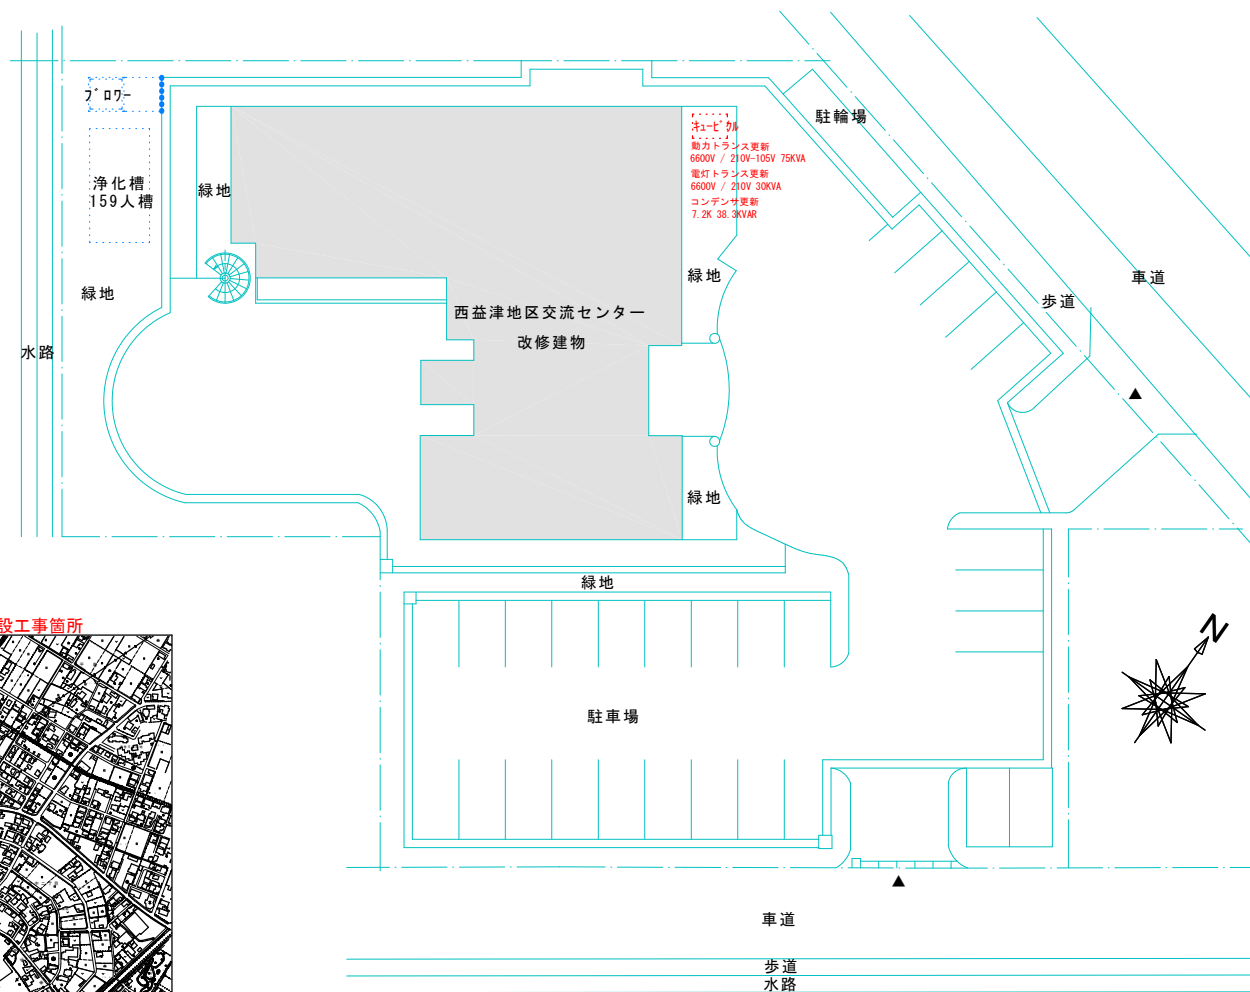 ブロワー
浄化槽
159人槽
緑地
緑地
水路
キュービクル
動力トランス更新
6600V / 210V-105V 75KVA
電灯トランス更新
6600V / 210V 30KVA
コンデンサ更新
7.2K 38.3KVAR
駐輪場
緑地
車道
歩道
西益津地区交流センター
改修建物
緑地
緑地
設工事箇所
駐車場
N
車道
歩道
水路